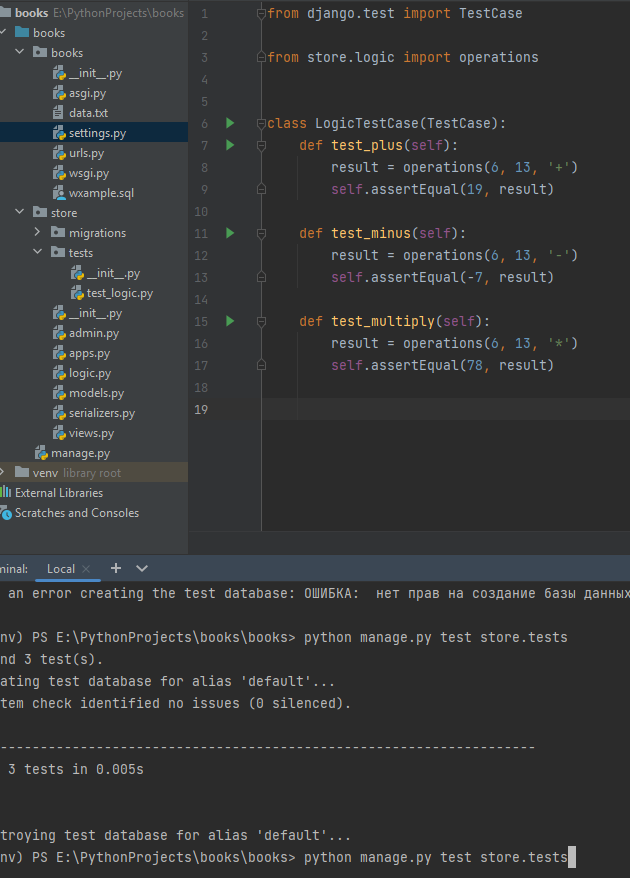 books E:\PythonProjects\books
books
books
__init__.py
asgi.py
data.txt
settings.py
urls.py
wsgi.py
wxample.sql
store
migrations
tests
__init__.py
test_logic.py
__init__.py
admin.py
apps.py
logic.py
models.py
serializers.py
views.py
manage.py
venv library root
External Libraries
Scratches and Consoles
1 from django.test import TestCase
2
3 from store.logic import operations
4
5
6 class LogicTestCase(TestCase):
7 def test_plus(self):
8 result = operations(6, 13, '+')
9 self.assertEqual(19, result)
10
11 def test_minus(self):
12 result = operations(6, 13, '-')
13 self.assertEqual(-7, result)
14
15 def test_multiply(self):
16 result = operations(6, 13, '*')
17 self.assertEqual(78, result)
18
19
minal: Local × +
an error creating the test database: ОШИБКА:  нет прав на создание базы данных
nv) PS E:\PythonProjects\books\books> python manage.py test store.tests
nd 3 test(s).
ating test database for alias 'default'...
tem check identified no issues (0 silenced).
----------------------------------------------------------------------
3 tests in 0.005s
troying test database for alias 'default'...
nv) PS E:\PythonProjects\books\books> python manage.py test store.tests